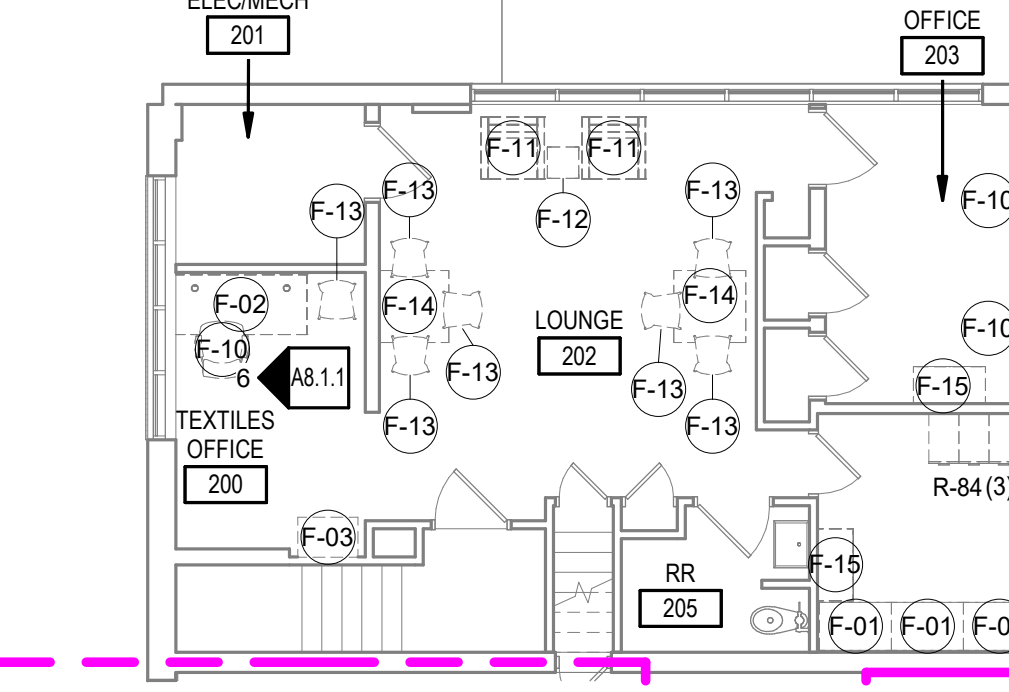 ELEC/MECH
201
OFFICE
203
F-11
F-11
F-13
F-13
F-13
F-12
F-10
F-02
F-14
F-14
LOUNGE
202
F-10
F-10
6
A8.1.1
F-13
F-13
F-15
TEXTILES
OFFICE
200
F-13
F-13
R-84 (3)
F-03
F-15
RR
205
F-01
F-01
F-0